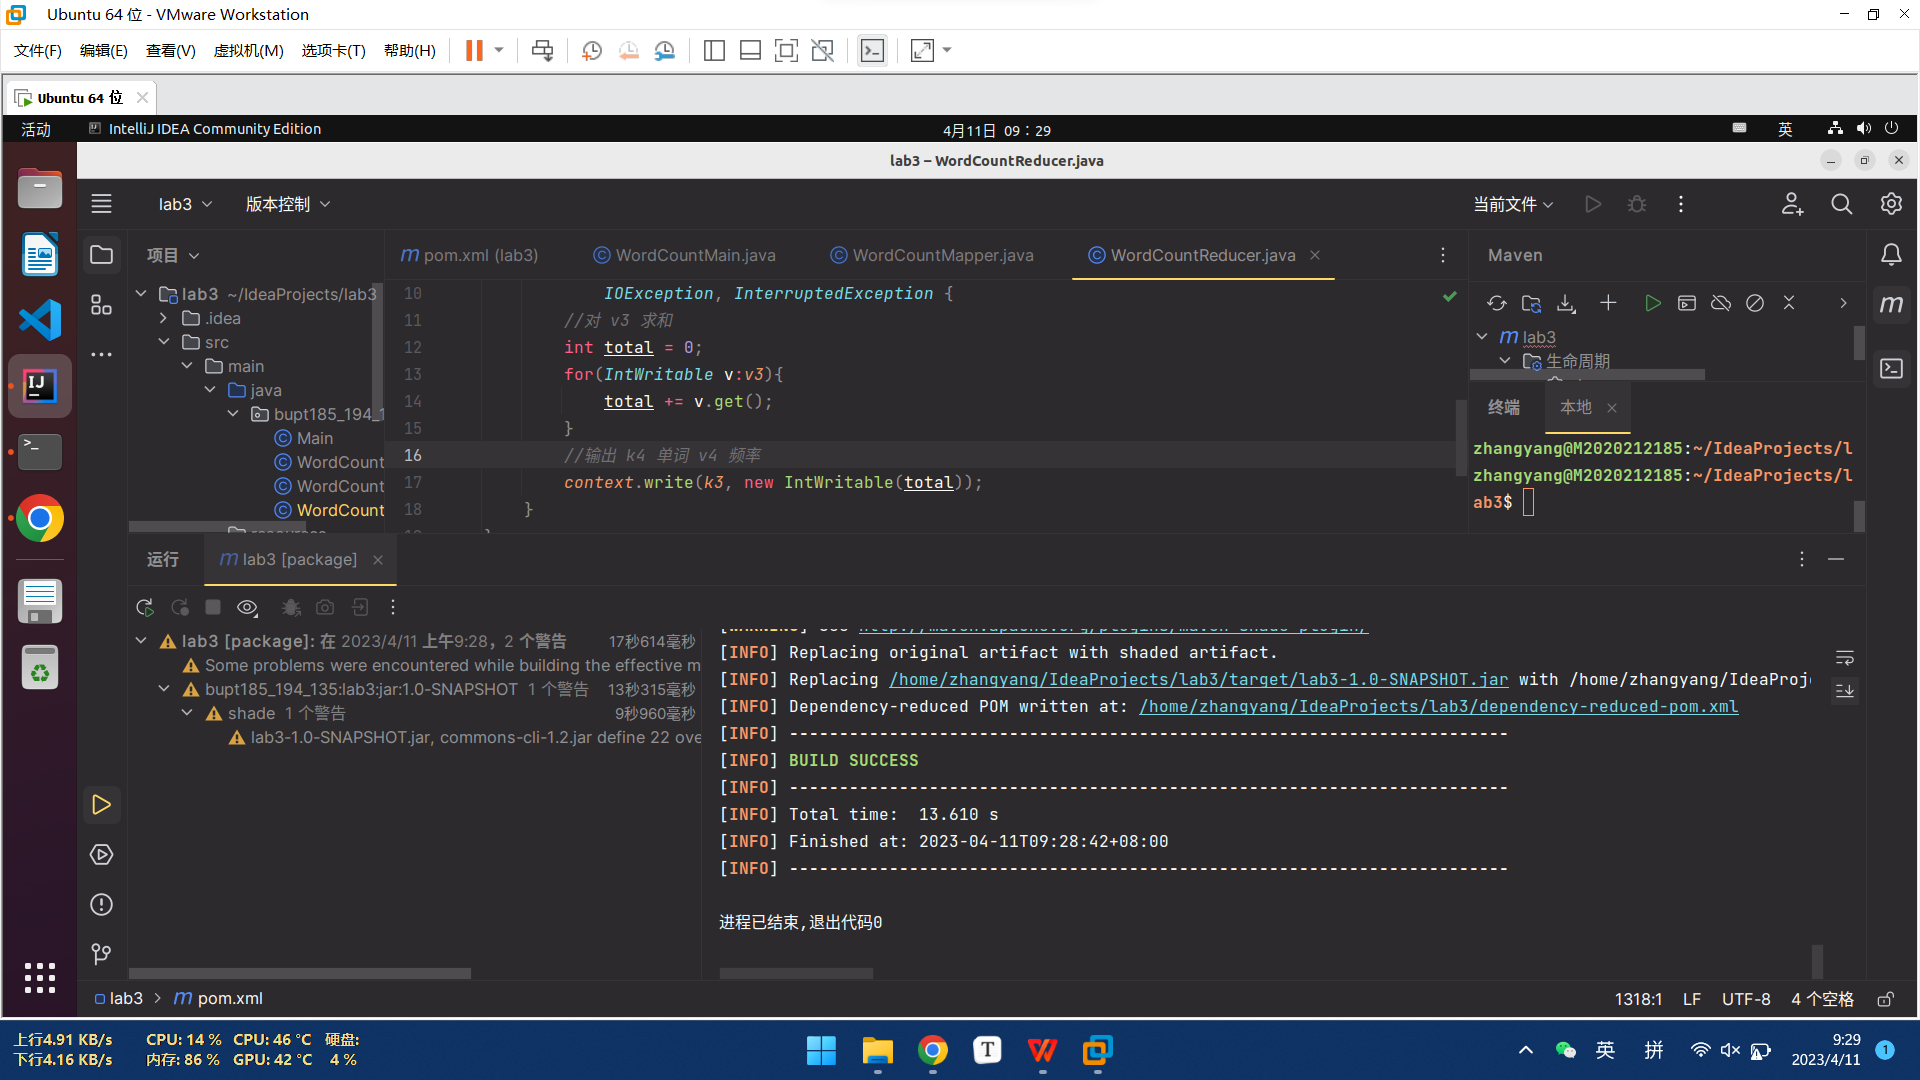 Ubuntu 64 位 - VMware Workstation
文件(F) 编辑(E) 查看(V) 虚拟机(M) 选项卡(T) 帮助(H)
Ubuntu 64 位
活动 IntelliJ IDEA Community Edition 4月11日 09：29 英
lab3 – WordCountReducer.java
lab3 版本控制 当前文件
项目 pom.xml (lab3) WordCountMain.java WordCountMapper.java WordCountReducer.java Maven
lab3 ~/IdeaProjects/lab3
.idea
src
main
java
bupt185_194_1
Main
WordCount
WordCount
WordCount
10 IOException, InterruptedException {
11 //对 v3 求和
12 int total = 0;
13 for(IntWritable v:v3){
14 total += v.get();
15 }
16 //输出 k4 单词 v4 频率
17 context.write(k3, new IntWritable(total));
18 }
lab3
生命周期
终端 本地
zhangyang@M2020212185:~/IdeaProjects/l
zhangyang@M2020212185:~/IdeaProjects/l
ab3$
运行 lab3 [package]
lab3 [package]: 在 2023/4/11 上午9:28，2 个警告 17秒614毫秒
Some problems were encountered while building the effective m
bupt185_194_135:lab3:jar:1.0-SNAPSHOT 1 个警告 13秒315毫秒
shade 1 个警告 9秒960毫秒
lab3-1.0-SNAPSHOT.jar, commons-cli-1.2.jar define 22 ove
[INFO] Replacing original artifact with shaded artifact.
[INFO] Replacing /home/zhangyang/IdeaProjects/lab3/target/lab3-1.0-SNAPSHOT.jar with /home/zhangyang/IdeaProj
[INFO] Dependency-reduced POM written at: /home/zhangyang/IdeaProjects/lab3/dependency-reduced-pom.xml
[INFO] ------------------------------------------------------------------------
[INFO] BUILD SUCCESS
[INFO] ------------------------------------------------------------------------
[INFO] Total time:  13.610 s
[INFO] Finished at: 2023-04-11T09:28:42+08:00
[INFO] ------------------------------------------------------------------------
进程已结束,退出代码0
lab3 > pom.xml 1318:1 LF UTF-8 4 个空格
上行4.91 KB/s CPU: 14 % CPU: 46 °C 硬盘:
下行4.16 KB/s 内存: 86 % GPU: 42 °C 4 %
英 拼 9:29
2023/4/11 1